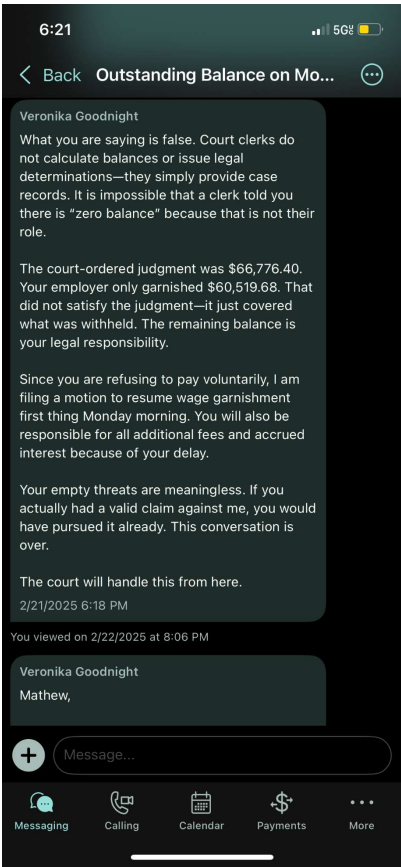 6:21
5G
Back Outstanding Balance on Mo...
Veronika Goodnight
What you are saying is false. Court clerks do
not calculate balances or issue legal
determinations—they simply provide case
records. It is impossible that a clerk told you
there is “zero balance” because that is not their
role.
The court-ordered judgment was $66,776.40.
Your employer only garnished $60,519.68. That
did not satisfy the judgment—it just covered
what was withheld. The remaining balance is
your legal responsibility.
Since you are refusing to pay voluntarily, I am
filing a motion to resume wage garnishment
first thing Monday morning. You will also be
responsible for all additional fees and accrued
interest because of your delay.
Your empty threats are meaningless. If you
actually had a valid claim against me, you would
have pursued it already. This conversation is
over.
The court will handle this from here.
2/21/2025 6:18 PM
You viewed on 2/22/2025 at 8:06 PM
Veronika Goodnight
Mathew,
Message...
Messaging Calling Calendar Payments More